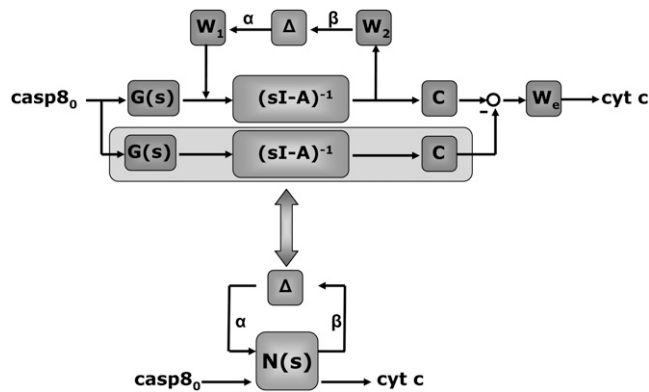 W₁ α Δ β W₂
casp8₀ G(s) (sI-A)⁻¹ C - Wₑ cyt c
G(s) (sI-A)⁻¹ C
Δ
α β
N(s)
casp8₀ cyt c